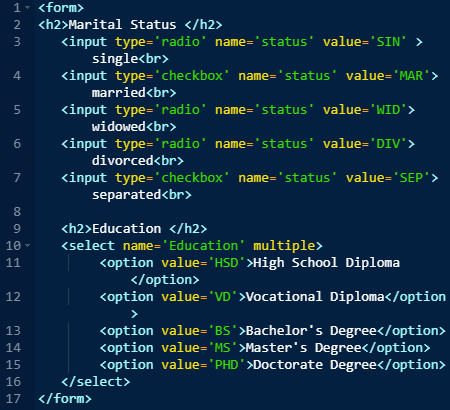 1 <form>
2 <h2>Marital Status </h2>
3 <input type='radio' name='status' value='SIN' >
single<br>
4 <input type='checkbox' name='status' value='MAR'>
married<br>
5 <input type='radio' name='status' value='WID'>
widowed<br>
6 <input type='radio' name='status' value='DIV'>
divorced<br>
7 <input type='checkbox' name='status' value='SEP'>
separated<br>
8
9 <h2>Education </h2>
10 <select name='Education' multiple>
11 <option value='HSD'>High School Diploma
</option>
12 <option value='VD'>Vocational Diploma</option
>
13 <option value='BS'>Bachelor's Degree</option>
14 <option value='MS'>Master's Degree</option>
15 <option value='PHD'>Doctorate Degree</option>
16 </select>
17 </form>